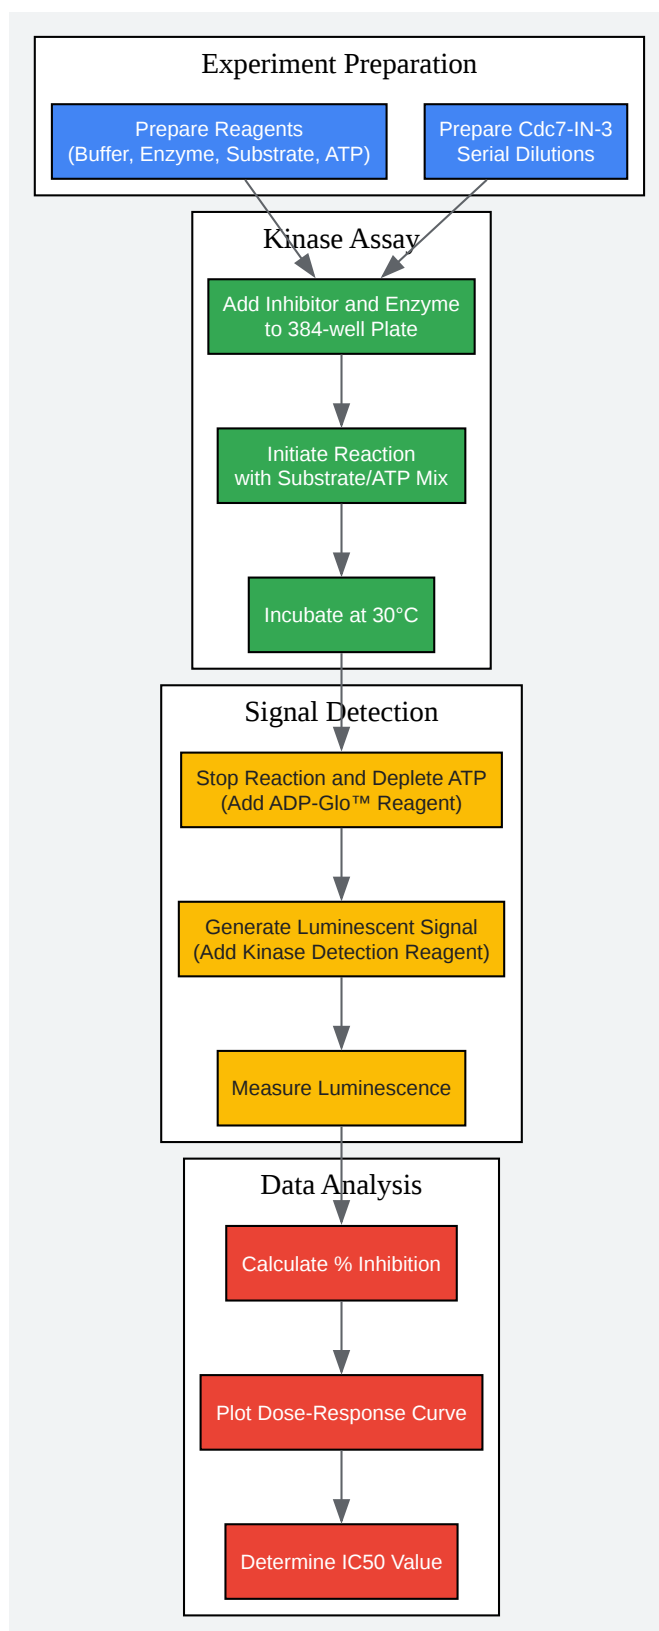 Experiment Preparation
Prepare Reagents
(Buffer, Enzyme, Substrate, ATP)
Prepare Cdc7-IN-3
Serial Dilutions
Kinase Assay
Add Inhibitor and Enzyme
to 384-well Plate
Initiate Reaction
with Substrate/ATP Mix
Incubate at 30°C
Signal Detection
Stop Reaction and Deplete ATP
(Add ADP-Glo™ Reagent)
Generate Luminescent Signal
(Add Kinase Detection Reagent)
Measure Luminescence
Data Analysis
Calculate % Inhibition
Plot Dose-Response Curve
Determine IC50 Value